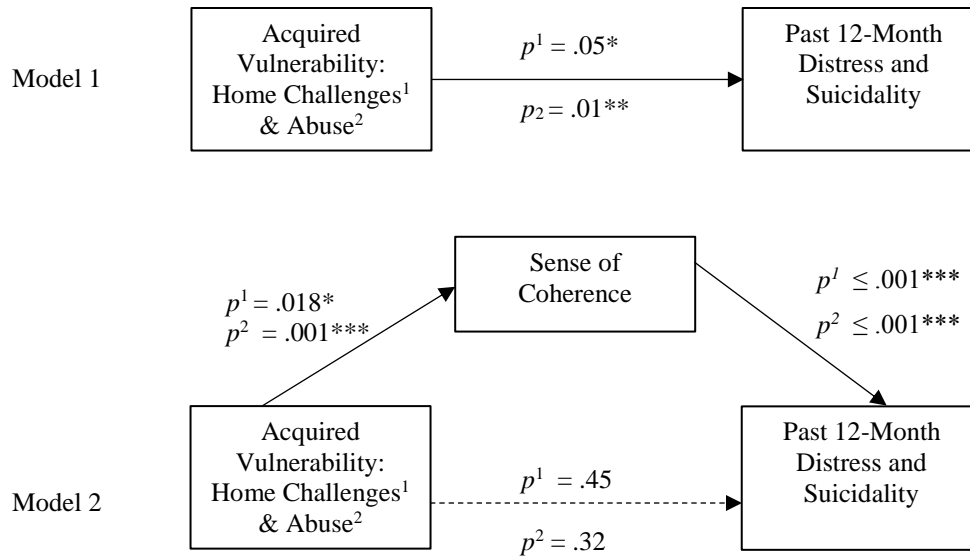 Model 1
Acquired
Vulnerability:
Home Challenges¹
& Abuse²
p¹ = .05*
p₂ = .01**
Past 12-Month
Distress and
Suicidality
Sense of
Coherence
p¹ = .018*
p² = .001***
p¹ ≤ .001***
p² ≤ .001***
Model 2
Acquired
Vulnerability:
Home Challenges¹
& Abuse²
p¹ = .45
p² = .32
Past 12-Month
Distress and
Suicidality